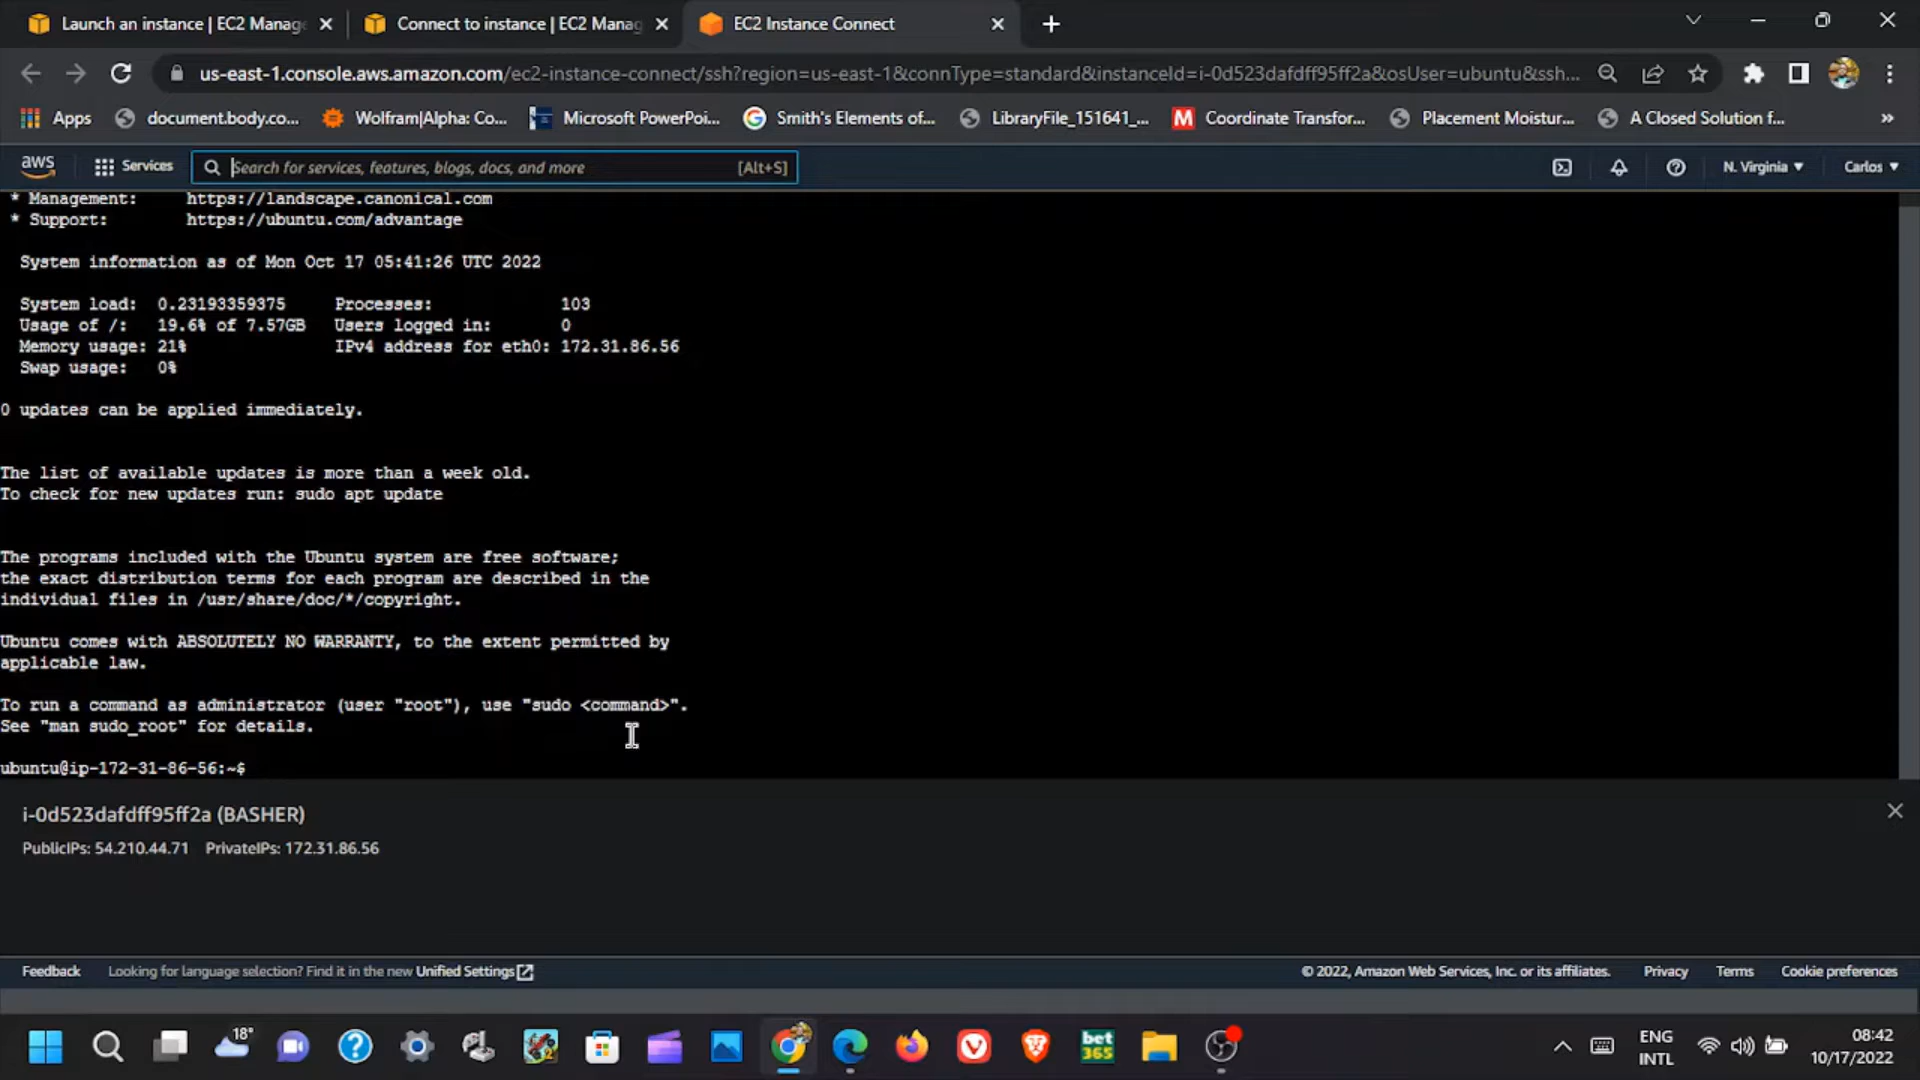 Launch an instance | EC2 Manage
Connect to instance | EC2 Manag
EC2 Instance Connect
us-east-1.console.aws.amazon.com/ec2-instance-connect/ssh?region=us-east-1&connType=standard&instanceId=i-0d523dafdff95ff2a&osUser=ubuntu&ssh...
Apps
document.body.co...
Wolfram|Alpha: Co...
Microsoft PowerPoi...
Smith's Elements of...
LibraryFile_151641_...
M
Coordinate Transfor...
Placement Moistur...
A Closed Solution f...
»
aws
Services
Search for services, features, blogs, docs, and more
[Alt+S]
N. Virginia
Carlos
* Management: https://landscape.canonical.com
* Support: https://ubuntu.com/advantage
System information as of Mon Oct 17 05:41:26 UTC 2022
System load: 0.23193359375 Processes: 103
Usage of /: 19.6% of 7.57GB Users logged in: 0
Memory usage: 21% IPv4 address for eth0: 172.31.86.56
Swap usage: 0%
0 updates can be applied immediately.
The list of available updates is more than a week old.
To check for new updates run: sudo apt update
The programs included with the Ubuntu system are free software;
the exact distribution terms for each program are described in the
individual files in /usr/share/doc/*/copyright.
Ubuntu comes with ABSOLUTELY NO WARRANTY, to the extent permitted by
applicable law.
To run a command as administrator (user "root"), use "sudo <command>".
See "man sudo_root" for details.
ubuntu@ip-172-31-86-56:~$
i-0d523dafdff95ff2a (BASHER)
PublicIPs: 54.210.44.71 PrivateIPs: 172.31.86.56
Feedback
Looking for language selection? Find it in the new Unified Settings
© 2022, Amazon Web Services, Inc. or its affiliates.
Privacy
Terms
Cookie preferences
18°
bet
365
ENG
INTL
08:42
10/17/2022